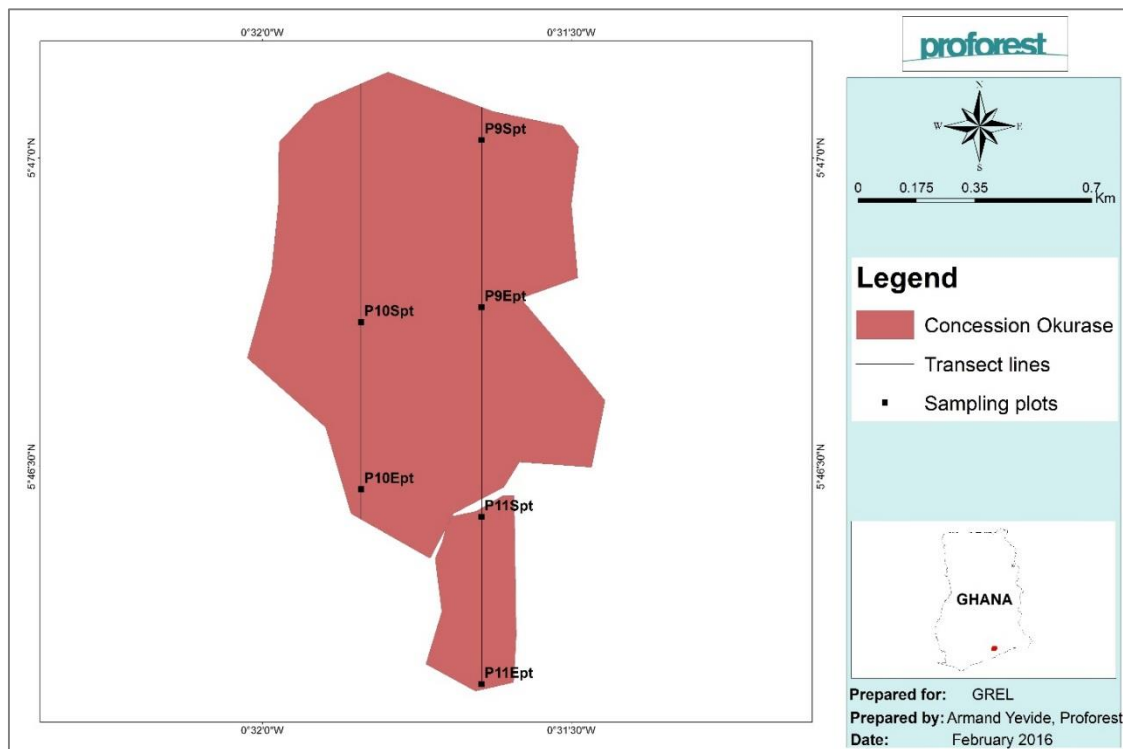 0°32'0"W
0°31'30"W
5°47'0"N
5°47'0"N
5°46'30"N
5°46'30"N
P9Spt
P9Ept
P10Spt
P10Ept
P11Spt
P11Ept
0°32'0"W
0°31'30"W
proforest
N
W
E
S
0 0.175 0.35 0.7
Km
Legend
Concession Okurase
Transect lines
Sampling plots
GHANA
Prepared for: GREL
Prepared by: Armand Yevide, Proforest
Date: February 2016